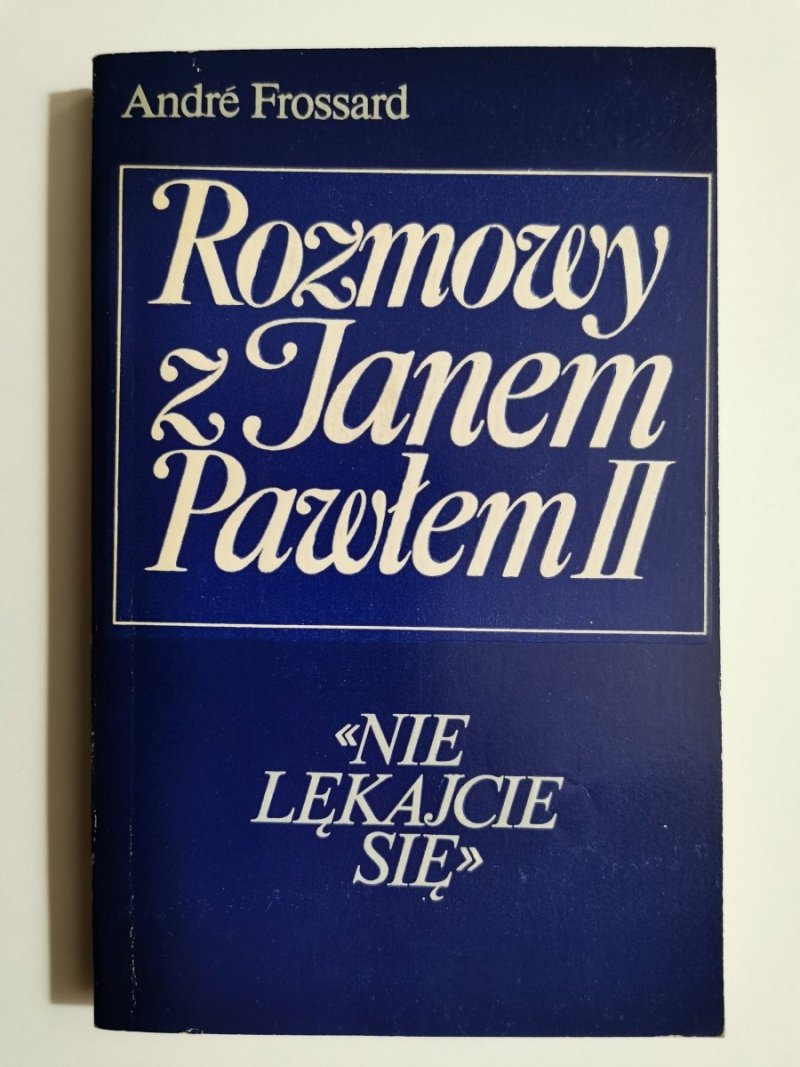 André Frossard
Rozmowy
z Janem
Pawłem II
«NIE
LĘKAJCIE
SIĘ»